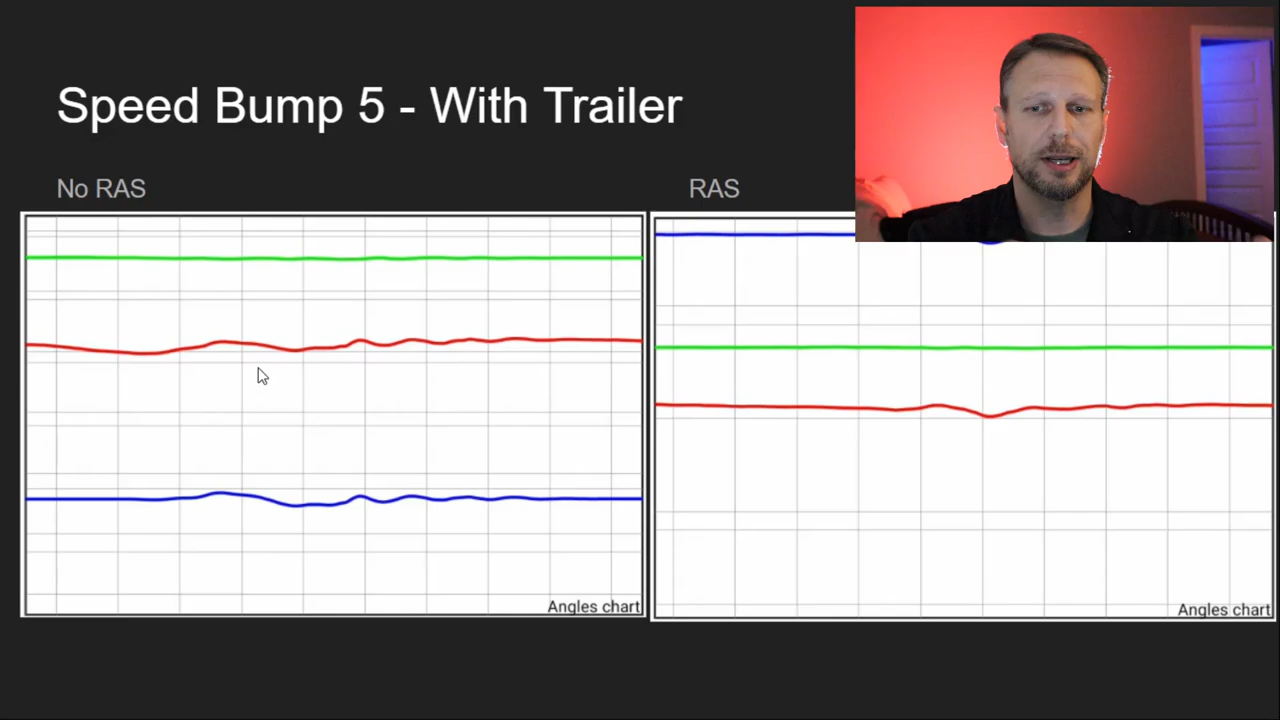 Speed Bump 5 - With Trailer
No RAS
RAS
Angles chart
Angles chart